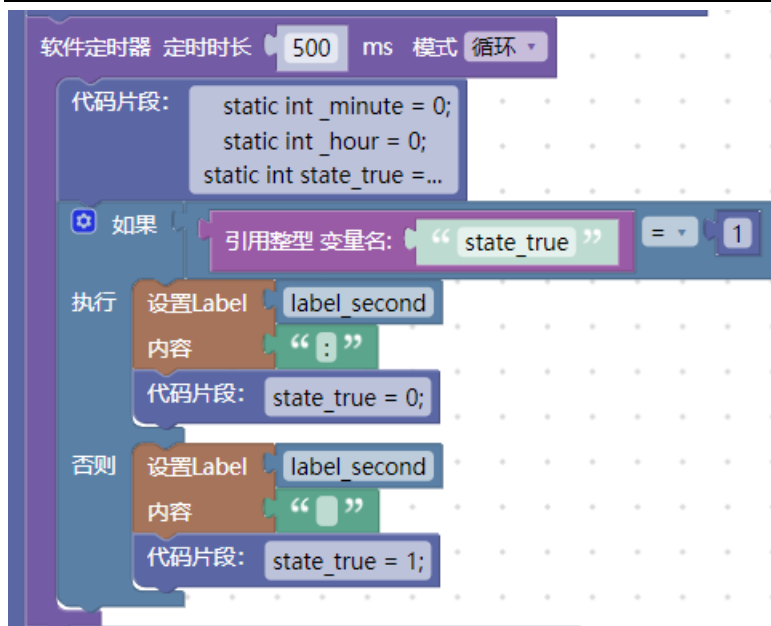 软件定时器 定时时长 500 ms 模式 循环
代码片段: static int _minute = 0;
static int _hour = 0;
static int state_true =...
如果 引用整型 变量名: “ state_true ” = 1
执行 设置Label label_second
内容 “ : ”
代码片段: state_true = 0;
否则 设置Label label_second
内容 “ ”
代码片段: state_true = 1;